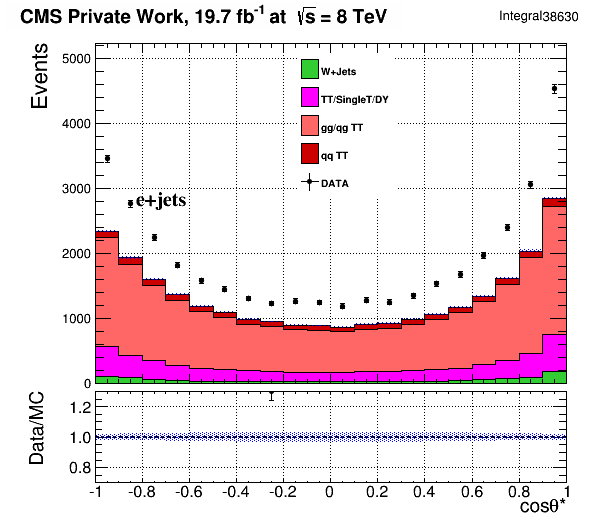 CMS Private Work, 19.7 fb-1 at √s = 8 TeV
Integral38630
Events
5000
4000
3000
2000
1000
0
W+Jets
TT/SingleT/DY
gg/qg TT
qq TT
DATA
e+jets
Data/MC
1.2
1.0
0.8
-1 -0.8 -0.6 -0.4 -0.2 0 0.2 0.4 0.6 0.8 1
cosθ*